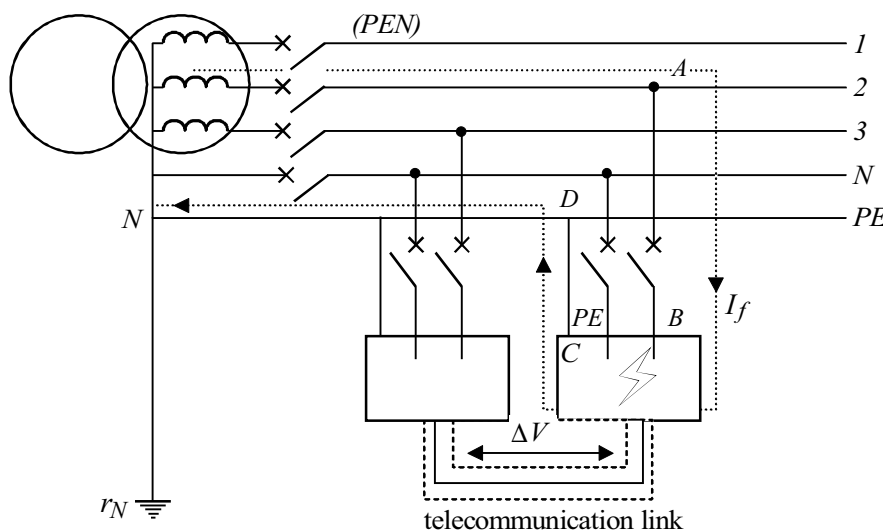 (PEN)
1
A
2
3
N
D
N
PE
I_f
PE
B
C
ΔV
r_N
telecommunication link